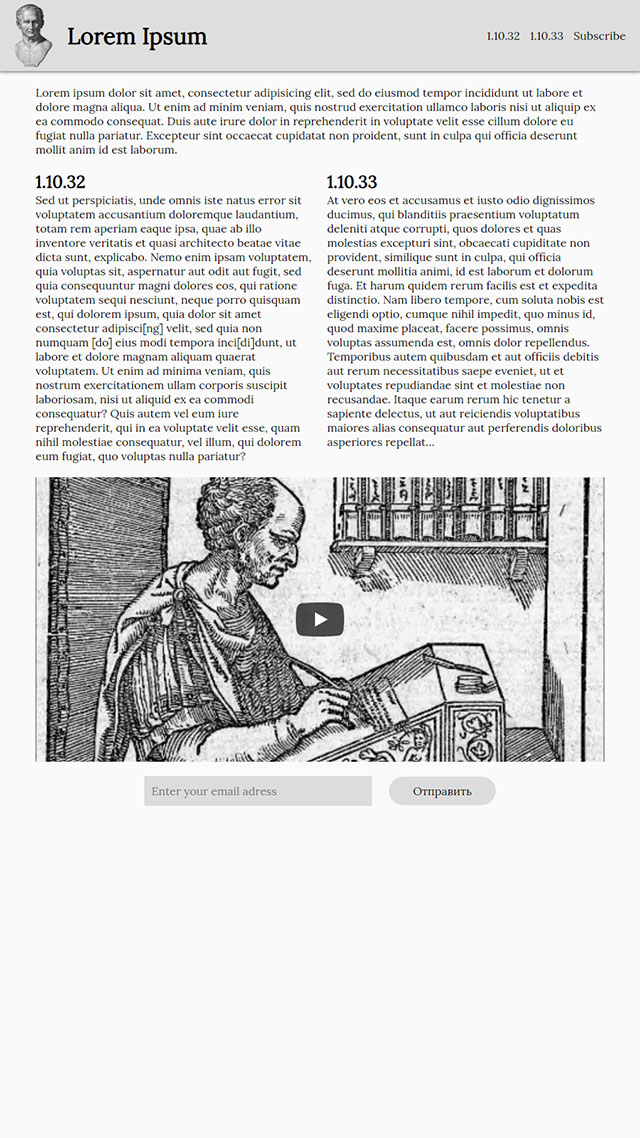 Lorem Ipsum
1.10.32 1.10.33 Subscribe
Lorem ipsum dolor sit amet, consectetur adipisicing elit, sed do eiusmod tempor incididunt ut labore et
dolore magna aliqua. Ut enim ad minim veniam, quis nostrud exercitation ullamco laboris nisi ut aliquip ex
ea commodo consequat. Duis aute irure dolor in reprehenderit in voluptate velit esse cillum dolore eu
fugiat nulla pariatur. Excepteur sint occaecat cupidatat non proident, sunt in culpa qui officia deserunt
mollit anim id est laborum.
1.10.32
Sed ut perspiciatis, unde omnis iste natus error sit
voluptatem accusantium doloremque laudantium,
totam rem aperiam eaque ipsa, quae ab illo
inventore veritatis et quasi architecto beatae vitae
dicta sunt, explicabo. Nemo enim ipsam voluptatem,
quia voluptas sit, aspernatur aut odit aut fugit, sed
quia consequuntur magni dolores eos, qui ratione
voluptatem sequi nesciunt, neque porro quisquam
est, qui dolorem ipsum, quia dolor sit amet
consectetur adipisci[ng] velit, sed quia non
numquam [do] eius modi tempora inci[di]dunt, ut
labore et dolore magnam aliquam quaerat
voluptatem. Ut enim ad minima veniam, quis
nostrum exercitationem ullam corporis suscipit
laboriosam, nisi ut aliquid ex ea commodi
consequatur? Quis autem vel eum iure
reprehenderit, qui in ea voluptate velit esse, quam
nihil molestiae consequatur, vel illum, qui dolorem
eum fugiat, quo voluptas nulla pariatur?
1.10.33
At vero eos et accusamus et iusto odio dignissimos
ducimus, qui blanditiis praesentium voluptatum
deleniti atque corrupti, quos dolores et quas
molestias excepturi sint, obcaecati cupiditate non
provident, similique sunt in culpa, qui officia
deserunt mollitia animi, id est laborum et dolorum
fuga. Et harum quidem rerum facilis est et expedita
distinctio. Nam libero tempore, cum soluta nobis est
eligendi optio, cumque nihil impedit, quo minus id,
quod maxime placeat, facere possimus, omnis
voluptas assumenda est, omnis dolor repellendus.
Temporibus autem quibusdam et aut officiis debitis
aut rerum necessitatibus saepe eveniet, ut et
voluptates repudiandae sint et molestiae non
recusandae. Itaque earum rerum hic tenetur a
sapiente delectus, ut aut reiciendis voluptatibus
maiores alias consequatur aut perferendis doloribus
asperiores repellat...
Enter your email adress
Отправить